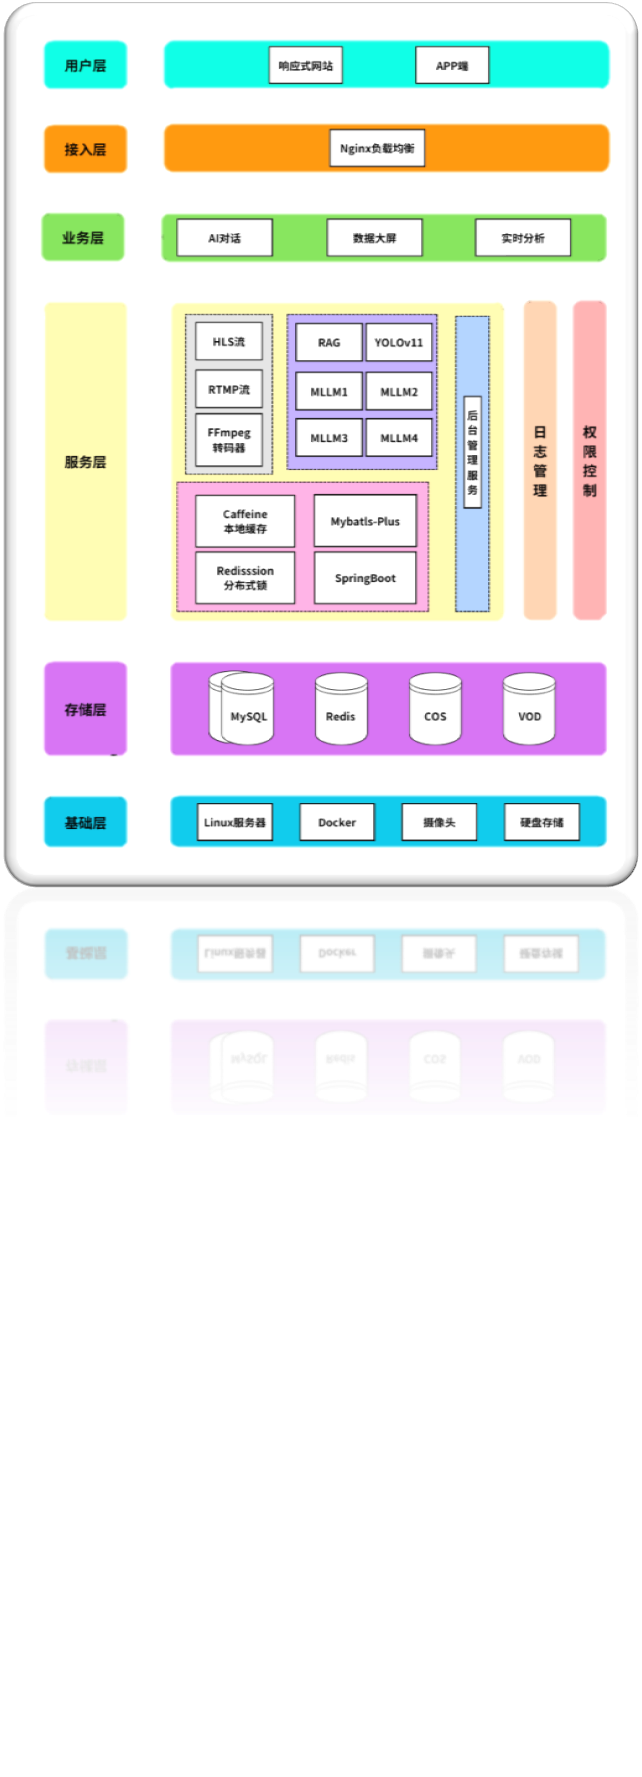 用户层
响应式网站
APP端
接入层
Nginx负载均衡
业务层
AI对话
数据大屏
实时分析
服务层
HLS流
RTMP流
FFmpeg
转码器
RAG
YOLOv11
MLLM1
MLLM2
MLLM3
MLLM4
后台管理服务
Caffeine
本地缓存
Mybatls-Plus
Redisssion
分布式锁
SpringBoot
日志管理
权限控制
存储层
MySQL
Redis
COS
VOD
基础层
Linux服务器
Docker
摄像头
硬盘存储